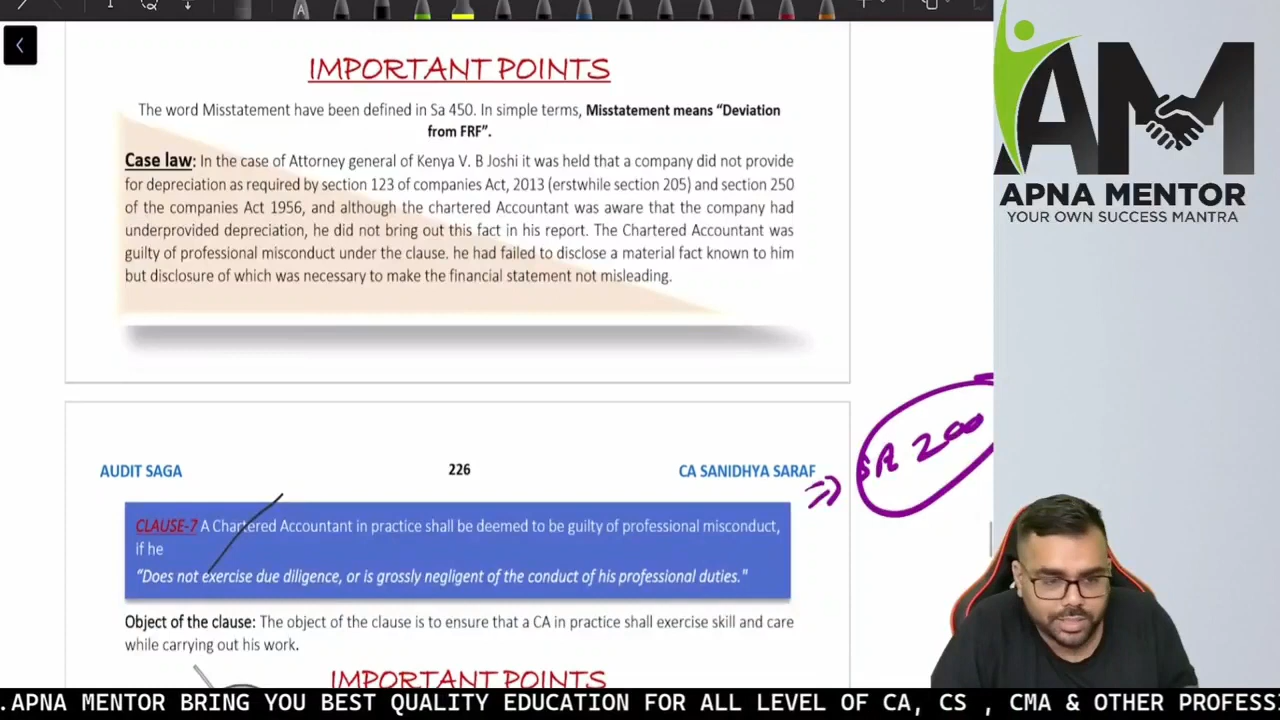 IMPORTANT POINTS
The word Misstatement have been defined in Sa 450. In simple terms, Misstatement means “Deviation
from FRF”.
Case law: In the case of Attorney general of Kenya V. B Joshi it was held that a company did not provide
for depreciation as required by section 123 of companies Act, 2013 (erstwhile section 205) and section 250
of the companies Act 1956, and although the chartered Accountant was aware that the company had
underprovided depreciation, he did not bring out this fact in his report. The Chartered Accountant was
guilty of professional misconduct under the clause. he had failed to disclose a material fact known to him
but disclosure of which was necessary to make the financial statement not misleading.
AM
APNA MENTOR
YOUR OWN SUCCESS MANTRA
SA 200
AUDIT SAGA 226 CA SANIDHYA SARAF
CLAUSE-7 A Chartered Accountant in practice shall be deemed to be guilty of professional misconduct,
if he
“Does not exercise due diligence, or is grossly negligent of the conduct of his professional duties."
Object of the clause: The object of the clause is to ensure that a CA in practice shall exercise skill and care
while carrying out his work.
IMPORTANT POINTS
.APNA MENTOR BRING YOU BEST QUALITY EDUCATION FOR ALL LEVEL OF CA, CS , CMA & OTHER PROFESS